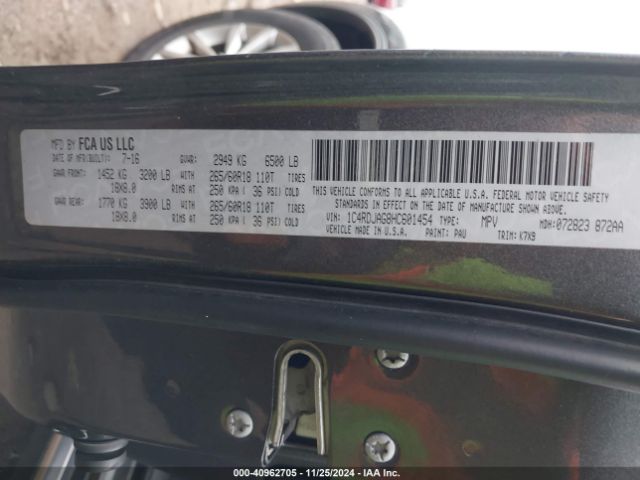 MFD BY FCA US LLC
DATE OF MFR(BUILT): 7-16 GVWR: 2949 KG 6500 LB
GAWR FRONT: 1452 KG 3200 LB WITH 265/60R18 110T TIRES
18X8.0 RIMS AT 250 KPA ( 36 PSI) COLD
GAWR REAR: 1770 KG 3900 LB WITH 265/60R18 110T TIRES
18X8.0 RIMS AT 250 KPA ( 36 PSI) COLD
THIS VEHICLE CONFORMS TO ALL APPLICABLE U.S.A. FEDERAL MOTOR VEHICLE SAFETY
STANDARDS IN EFFECT ON THE DATE OF MANUFACTURE SHOWN ABOVE.
VIN: 1C4RDJAG8HC601454 TYPE: MPV MDH: 072823 872AA
VEHICLE MADE IN U.S.A. PAINT: PAU TRIM: K7X9
000-40962705 - 11/25/2024 - IAA Inc.